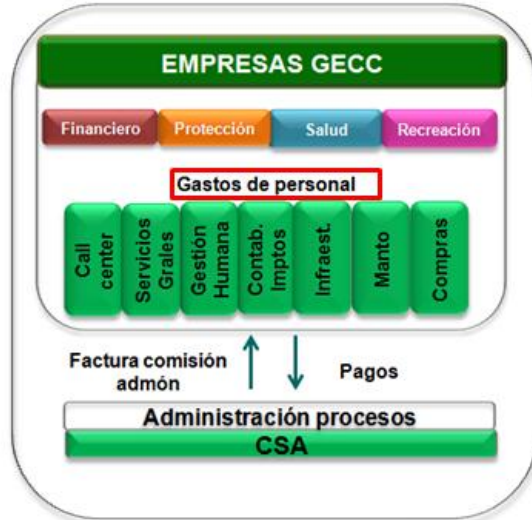 EMPRESAS GECC
Financiero
Protección
Salud
Recreación
Gastos de personal
Call
center
Servicios
Grales
Gestión
Humana
Contab.
Imptos
Infraest.
Manto
Compras
Factura comisión
admón
Pagos
Administración procesos
CSA